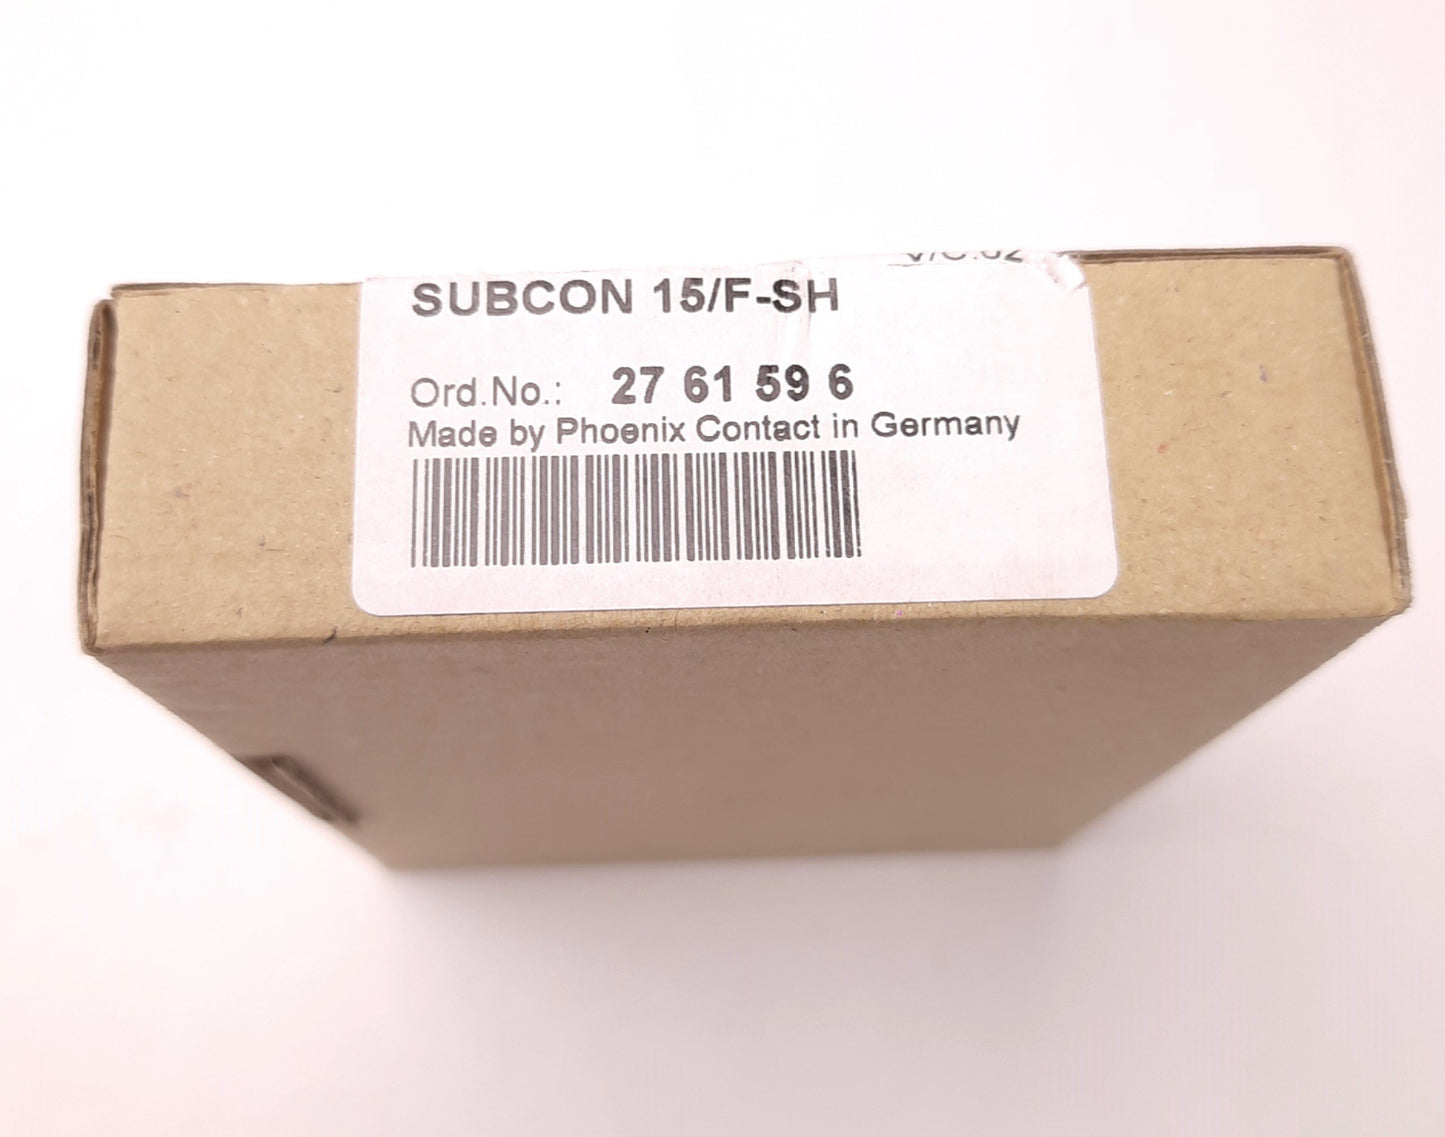 SUBCON 15/F-SH
Ord.No.: 27 61 59 6
Made by Phoenix Contact in Germany